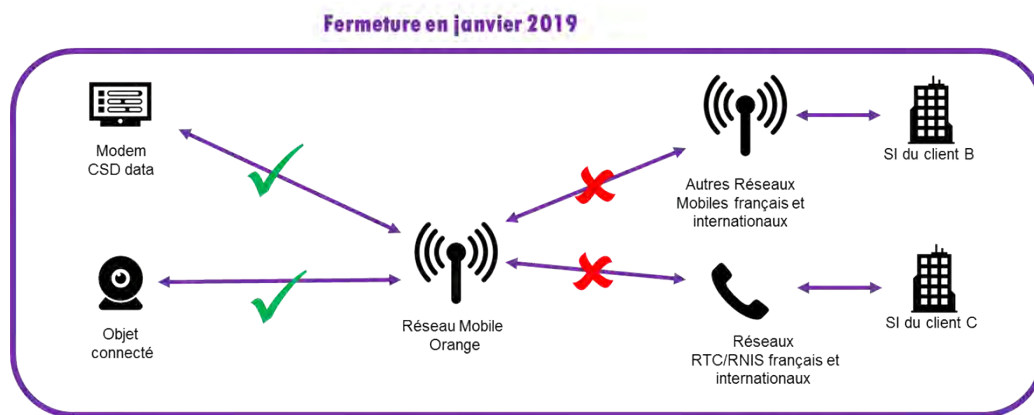 Fermeture en janvier 2019
Modem
CSD data
Objet
connecté
Réseau Mobile
Orange
Autres Réseaux
Mobiles français et
internationaux
SI du client B
Réseaux
RTC/RNIS français et
internationaux
SI du client C